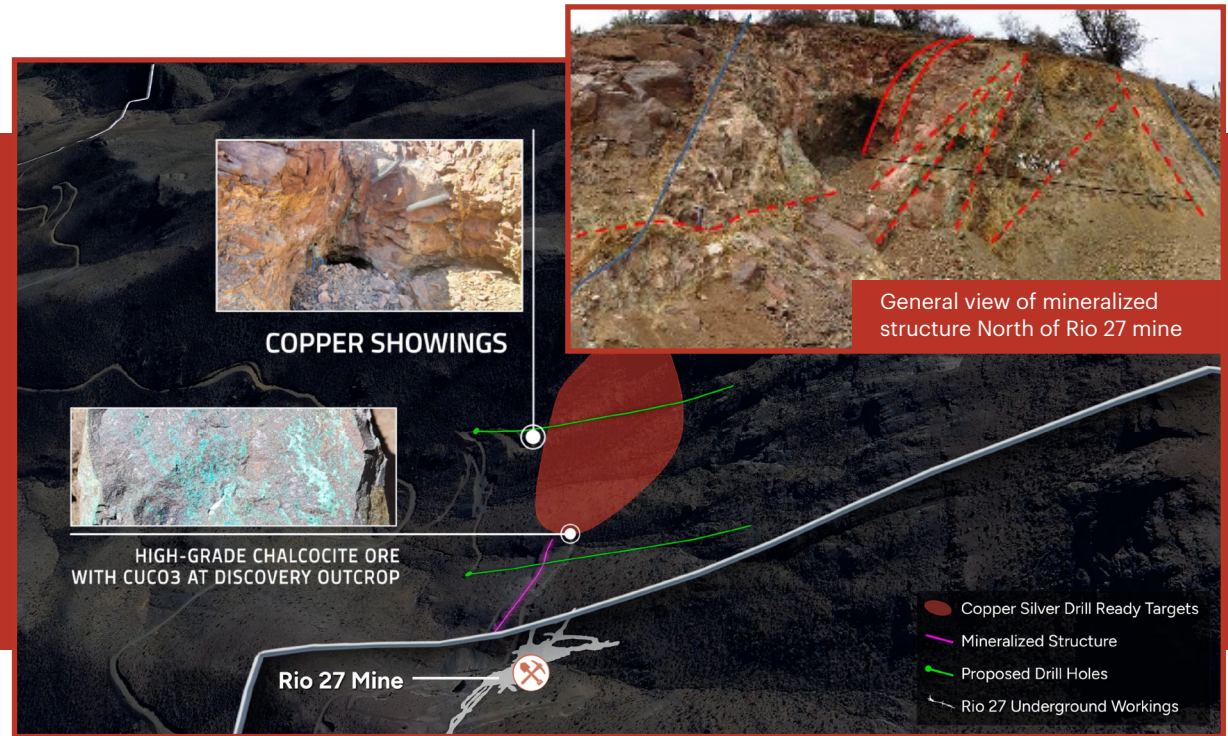 General view of mineralized
structure North of Rio 27 mine
COPPER SHOWINGS
HIGH-GRADE CHALCOCITE ORE
WITH CUCO3 AT DISCOVERY OUTCROP
Rio 27 Mine
Copper Silver Drill Ready Targets
Mineralized Structure
Proposed Drill Holes
Rio 27 Underground Workings